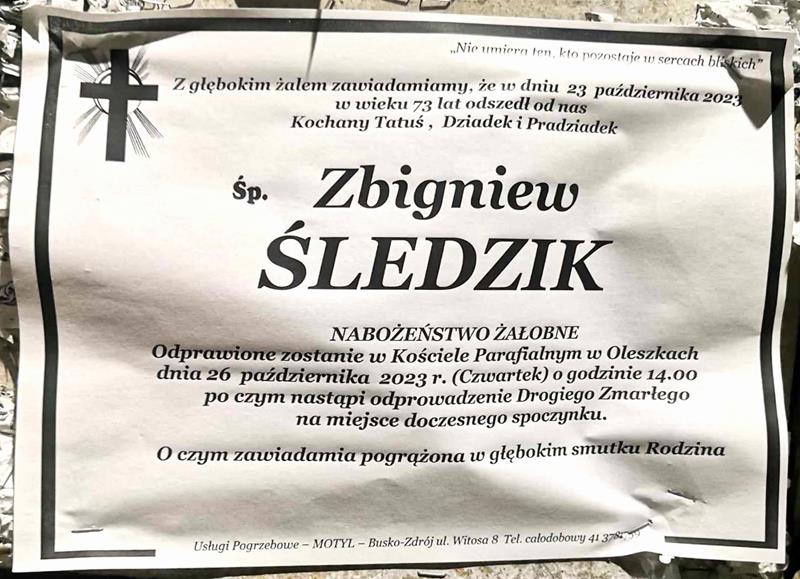 „Nie umiera ten, kto pozostaje w sercach bliskich”
Z głębokim żalem zawiadamiamy, że w dniu 23 października 2023
w wieku 73 lat odszedł od nas
Kochany Tatuś , Dziadek i Pradziadek
Śp. Zbigniew
ŚLEDZIK
NABOŻEŃSTWO ŻAŁOBNE
Odprawione zostanie w Kościele Parafialnym w Oleszkach
dnia 26 października 2023 r. (Czwartek) o godzinie 14.00
po czym nastąpi odprowadzenie Drogiego Zmarłego
na miejsce doczesnego spoczynku.
O czym zawiadamia pogrążona w głębokim smutku Rodzina
Usługi Pogrzebowe – MOTYL – Busko-Zdrój ul. Witosa 8 Tel. całodobowy 41